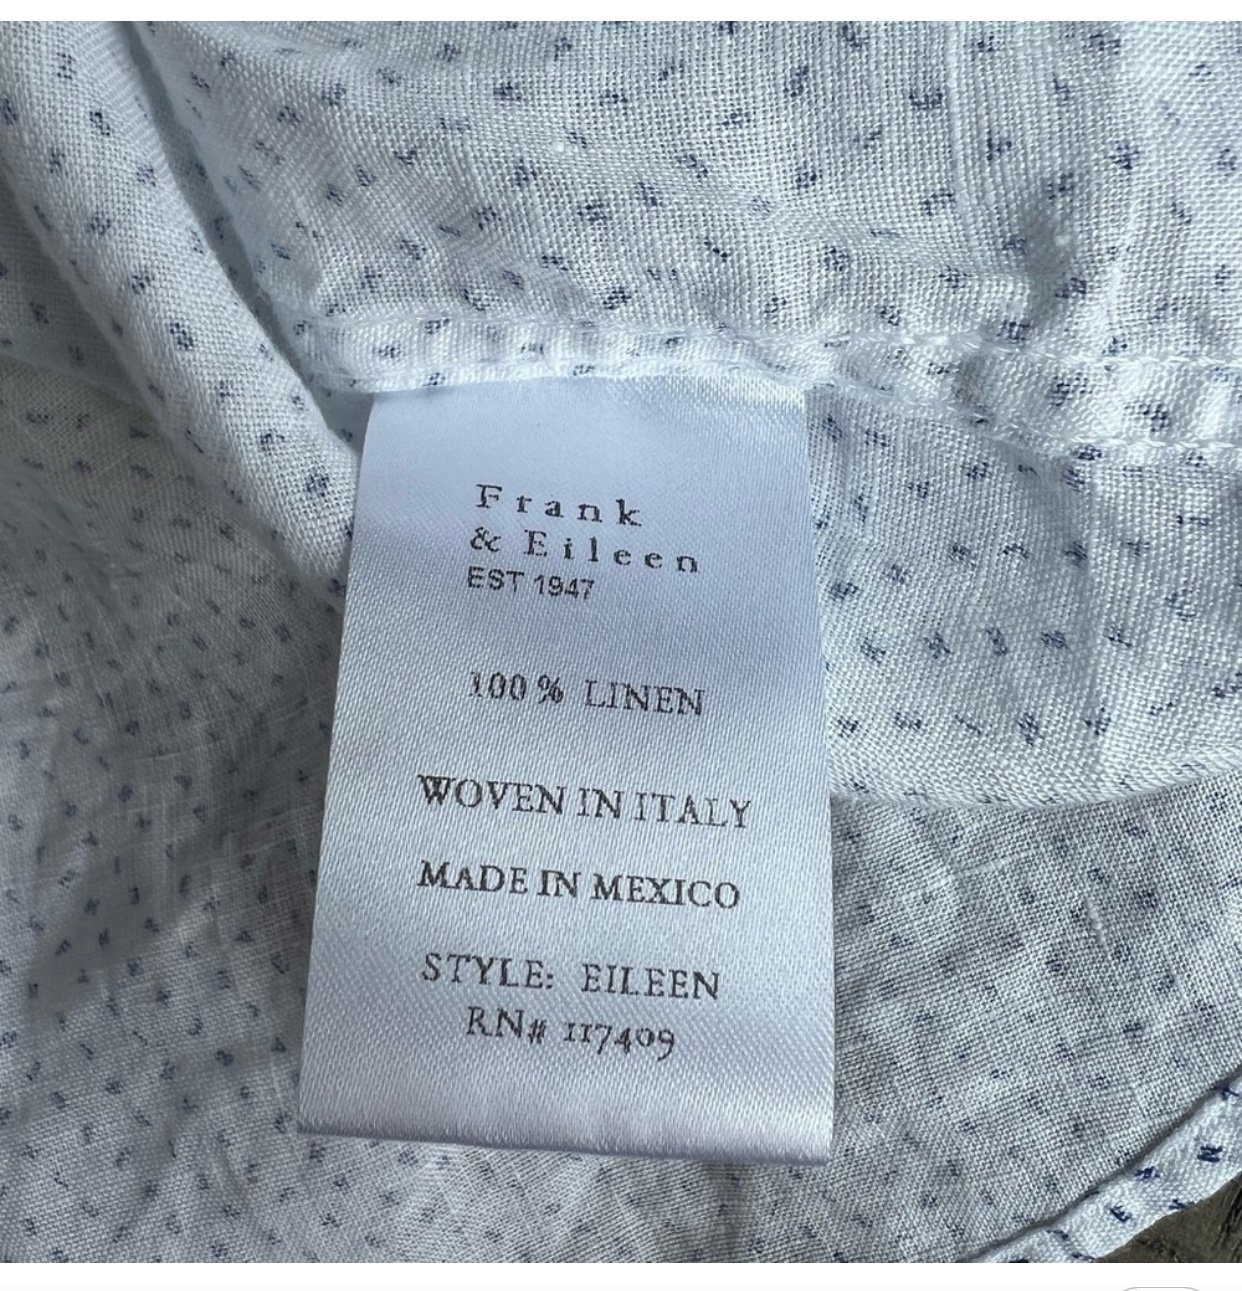 Frank
& Eileen
EST 1947
100% LINEN
WOVEN IN ITALY
MADE IN MEXICO
STYLE: EILEEN
RN# 117409